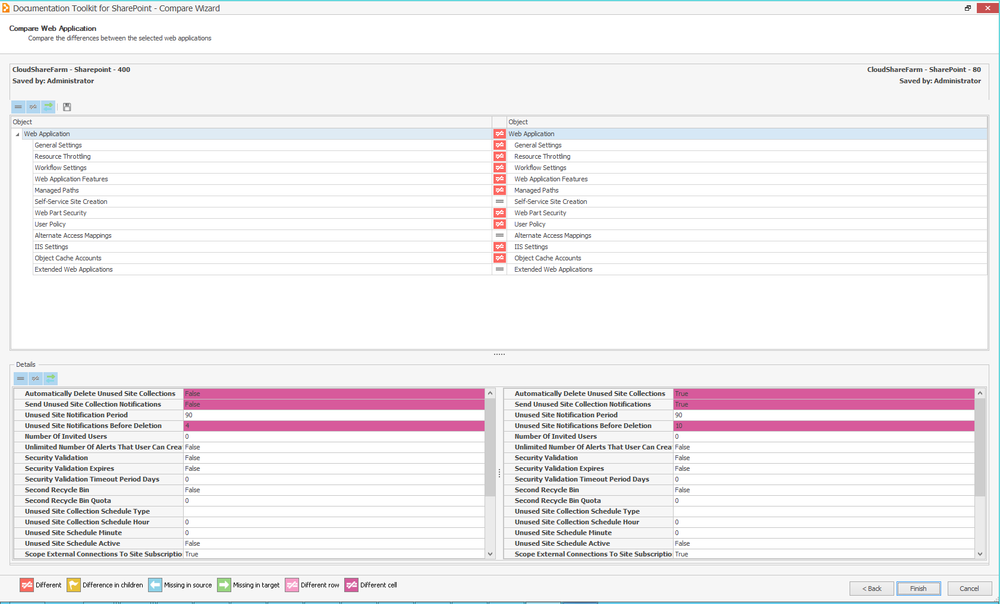 Documentation Toolkit for SharePoint - Compare Wizard
Compare Web Application
Compare the differences between the selected web applications
CloudShareFarm - Sharepoint - 400 CloudShareFarm - SharePoint - 80
Saved by: Administrator Saved by: Administrator
Object Object
Web Application Web Application
General Settings General Settings
Resource Throttling Resource Throttling
Workflow Settings Workflow Settings
Web Application Features Web Application Features
Managed Paths Managed Paths
Self-Service Site Creation Self-Service Site Creation
Web Part Security Web Part Security
User Policy User Policy
Alternate Access Mappings Alternate Access Mappings
IIS Settings IIS Settings
Object Cache Accounts Object Cache Accounts
Extended Web Applications Extended Web Applications
Details
Automatically Delete Unused Site Collections False Automatically Delete Unused Site Collections True
Send Unused Site Collection Notifications False Send Unused Site Collection Notifications True
Unused Site Notification Period 90 Unused Site Notification Period 90
Unused Site Notifications Before Deletion 4 Unused Site Notifications Before Deletion 10
Number Of Invited Users 0 Number Of Invited Users 0
Unlimited Number Of Alerts That User Can Crea False Unlimited Number Of Alerts That User Can Crea False
Security Validation False Security Validation False
Security Validation Expires False Security Validation Expires False
Security Validation Timeout Period Days 0 Security Validation Timeout Period Days 0
Second Recycle Bin False Second Recycle Bin False
Second Recycle Bin Quota 0 Second Recycle Bin Quota 0
Unused Site Collection Schedule Type Unused Site Collection Schedule Type
Unused Site Collection Schedule Hour 0 Unused Site Collection Schedule Hour 0
Unused Site Schedule Minute 0 Unused Site Schedule Minute 0
Unused Site Schedule Active False Unused Site Schedule Active False
Scope External Connections To Site Subscriptio True Scope External Connections To Site Subscriptio True
Different Difference in children Missing in source Missing in target Different row Different cell
< Back Finish Cancel